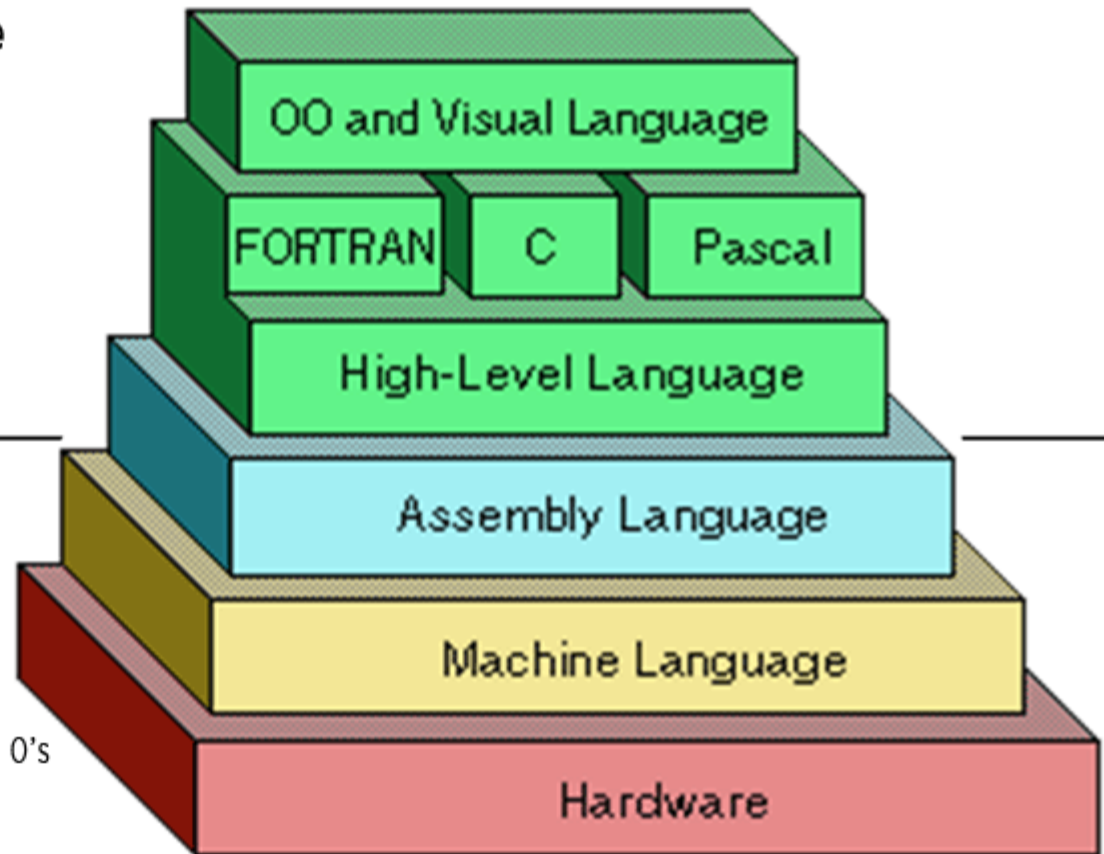 e
OO and Visual Language
FORTRAN C Pascal
High-Level Language
Assembly Language
Machine Language
0's
Hardware